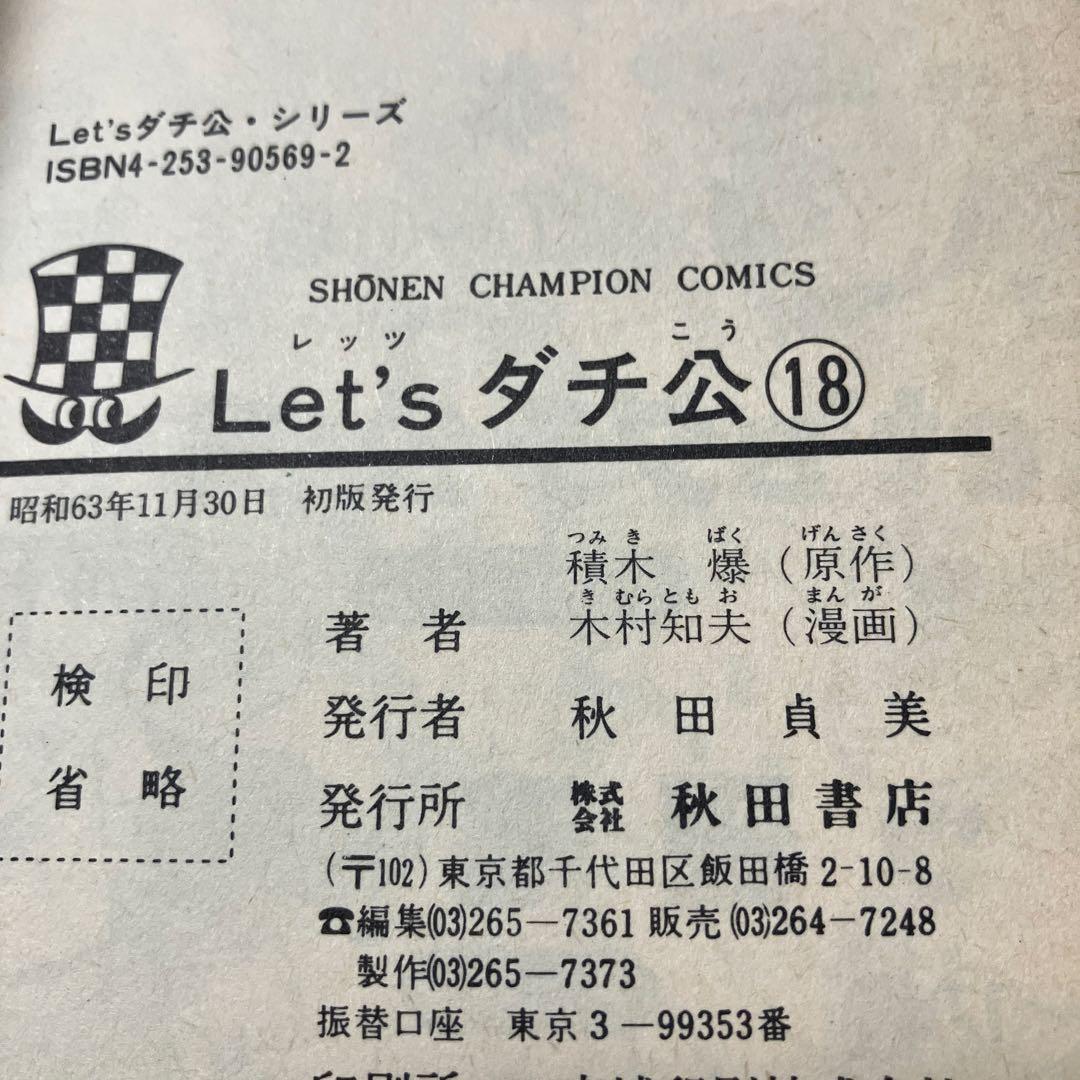 Let'sダチ公・シリーズ
ISBN4-253-90569-2
SHŌNEN CHAMPION COMICS
レッツ こう
Let's ダチ公⑱
昭和63年11月30日 初版発行
つみき ばく げんさく
積木 爆(原作)
きむらともお まんが
著者 木村知夫(漫画)
検印
省略
発行者 秋田貞美
発行所 株式会社 秋田書店
(〒102)東京都千代田区飯田橋2-10-8
☎編集(03)265—7361 販売(03)264—7248
製作(03)265—7373
振替口座 東京3—99353番
印刷所